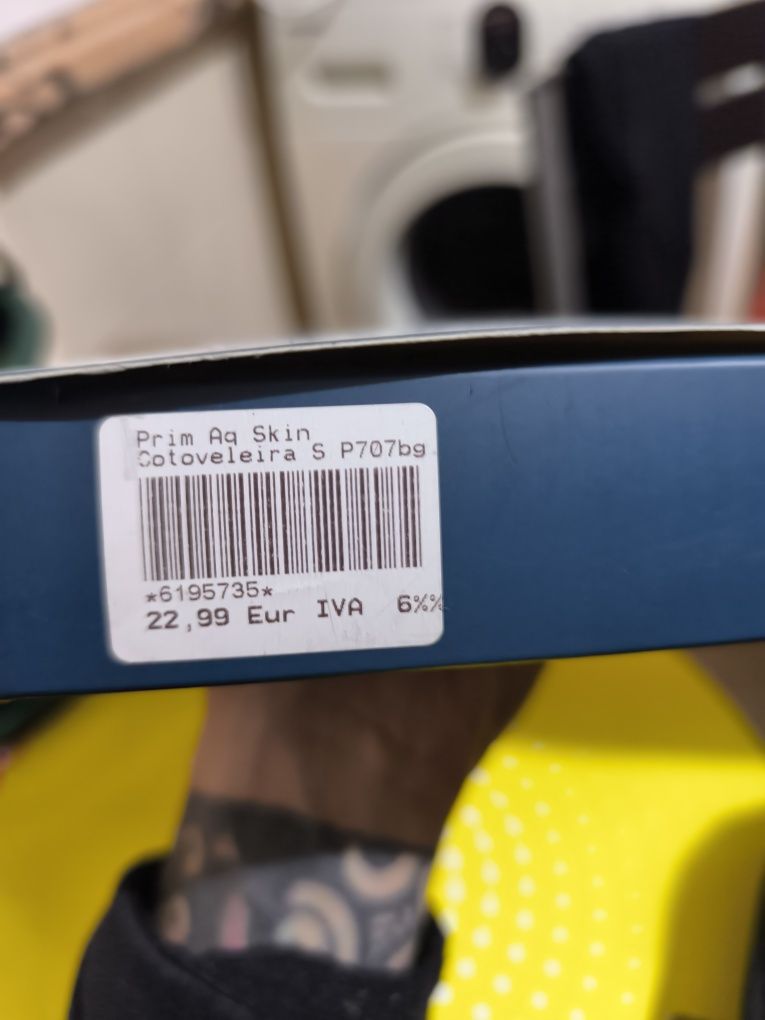 Prim Aq Skin
Cotoveleira S P707bg
*6195735*
22,99 Eur IVA 6%%